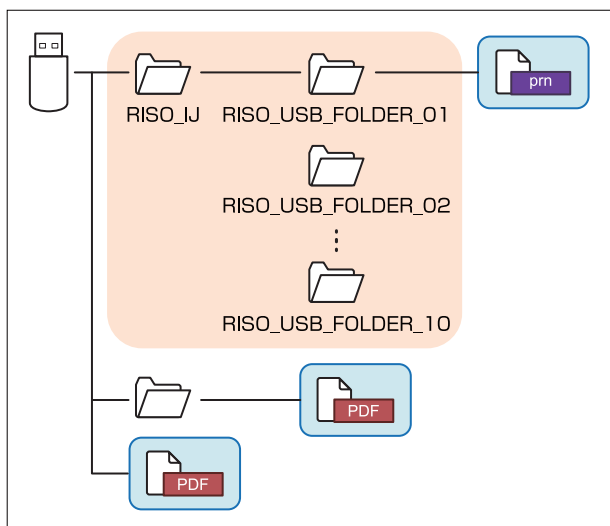 prn
RISO_IJ
RISO_USB_FOLDER_01
RISO_USB_FOLDER_02
RISO_USB_FOLDER_10
PDF
PDF